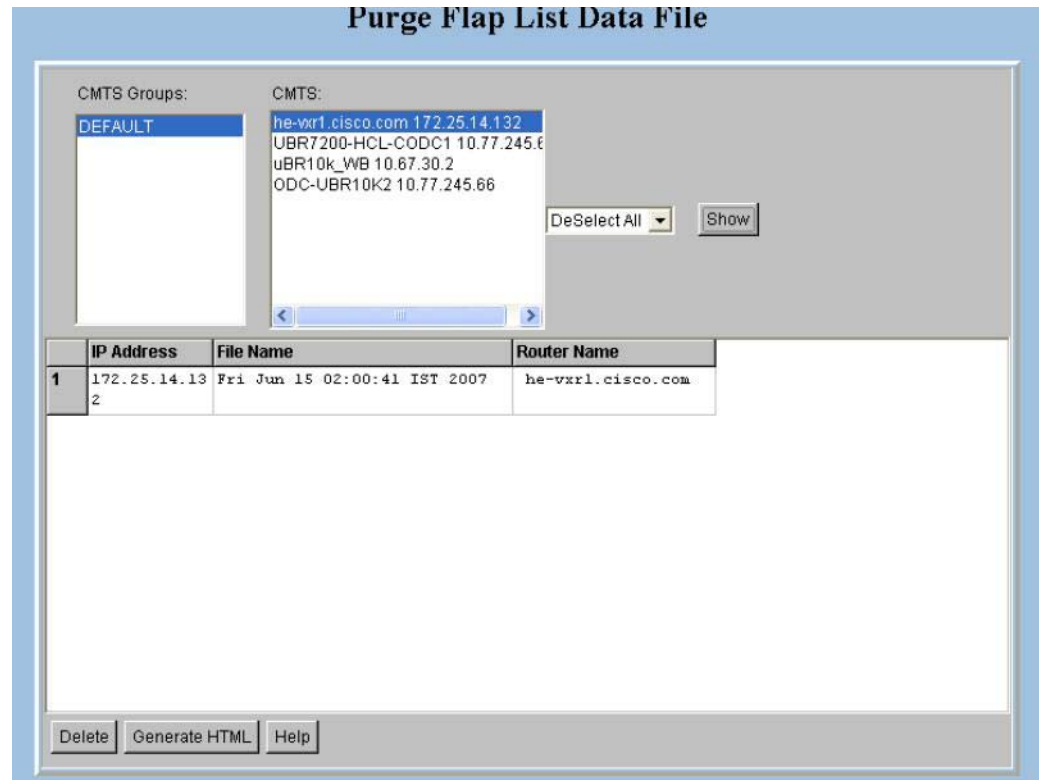 Purge Flap List Data File
CMTS Groups:
CMTS:
DEFAULT
he-vxr1.cisco.com 172.25.14.132
UBR7200-HCL-CODC1 10.77.245.6
uBR10k_WB 10.67.30.2
ODC-UBR10K2 10.77.245.66
DeSelect All
Show
IP Address File Name Router Name
1 172.25.14.13 Fri Jun 15 02:00:41 IST 2007 he-vxr1.cisco.com
2
Delete Generate HTML Help